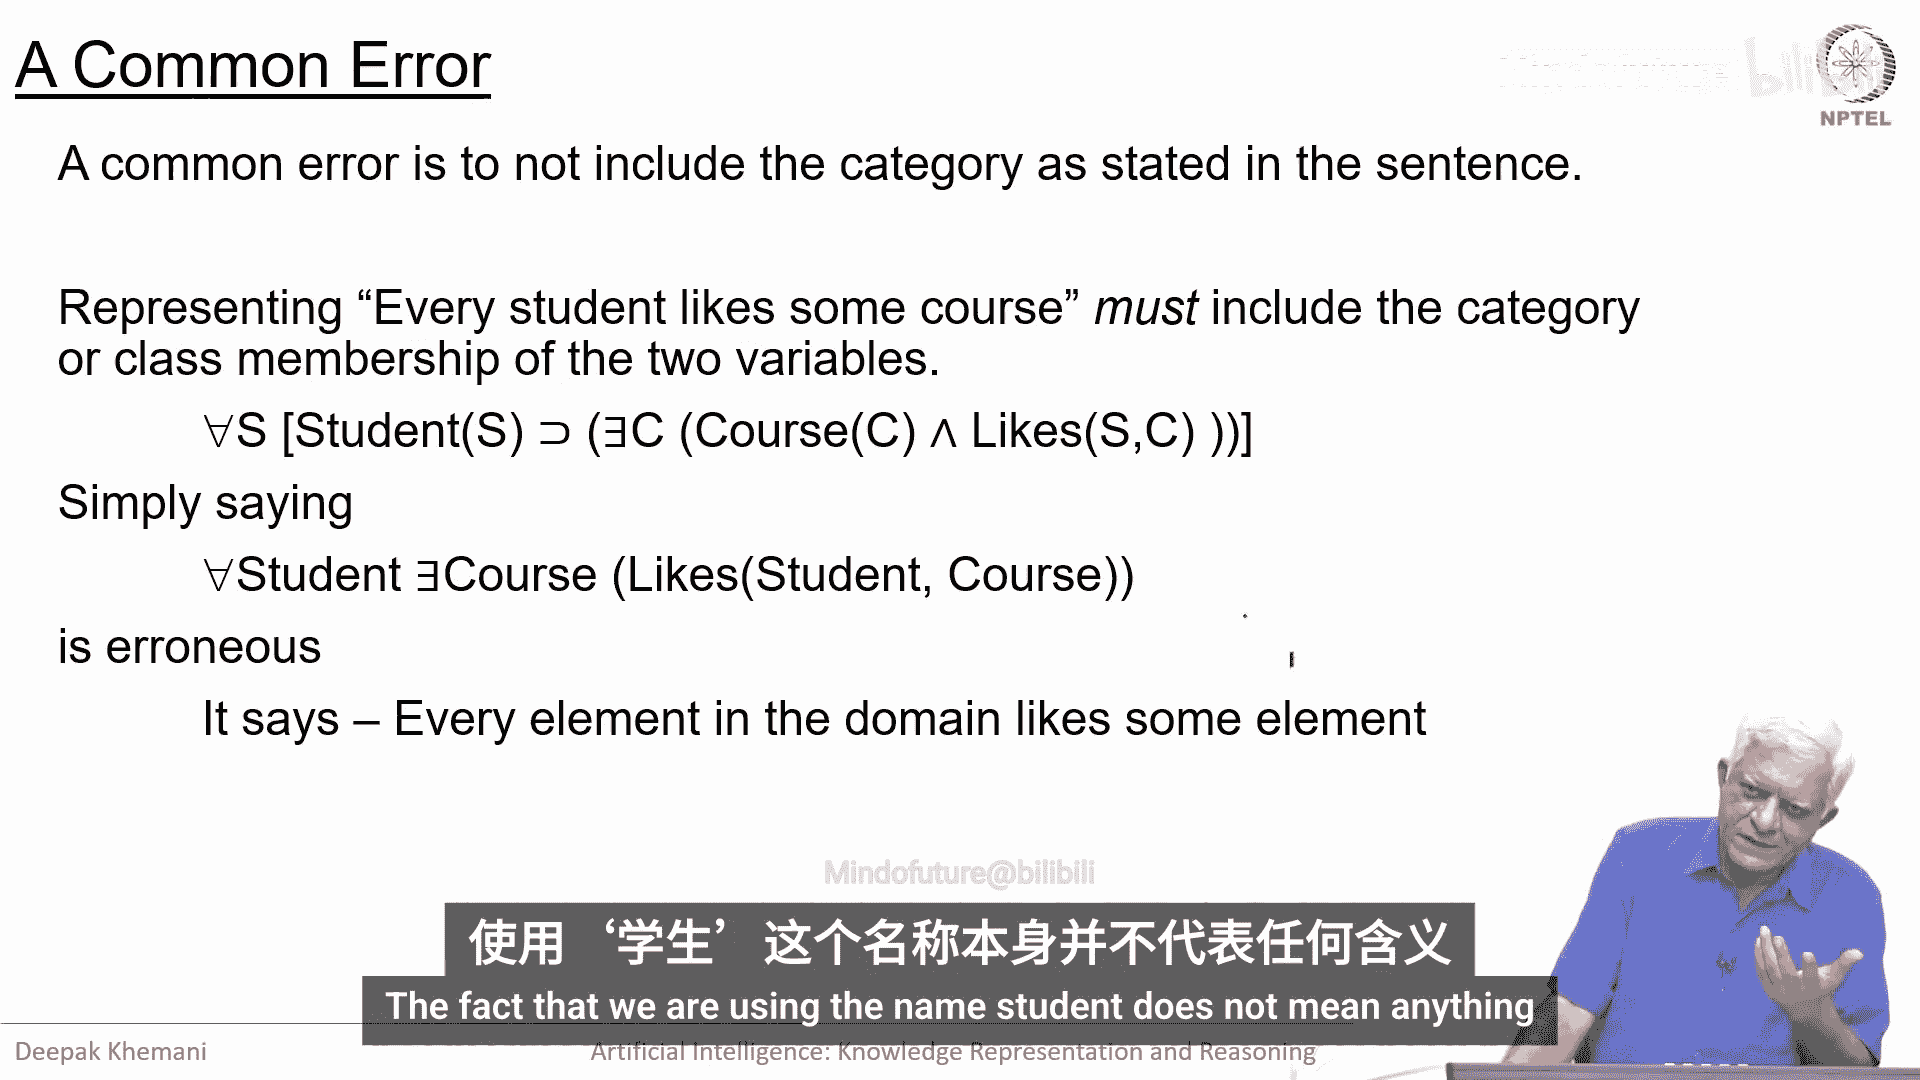 A Common Error
NPTEL
A common error is to not include the category as stated in the sentence.
Representing “Every student likes some course” must include the category
or class membership of the two variables.
∀S [Student(S) ⊃ (∃C (Course(C) ∧ Likes(S,C) ))]
Simply saying
∀Student ∃Course (Likes(Student, Course))
is erroneous
It says – Every element in the domain likes some element
Mindofuture@bilibili
使用‘学生’这个名称本身并不代表任何含义
The fact that we are using the name student does not mean anything
Deepak Khemani
Artificial Intelligence: Knowledge Representation and Reasoning